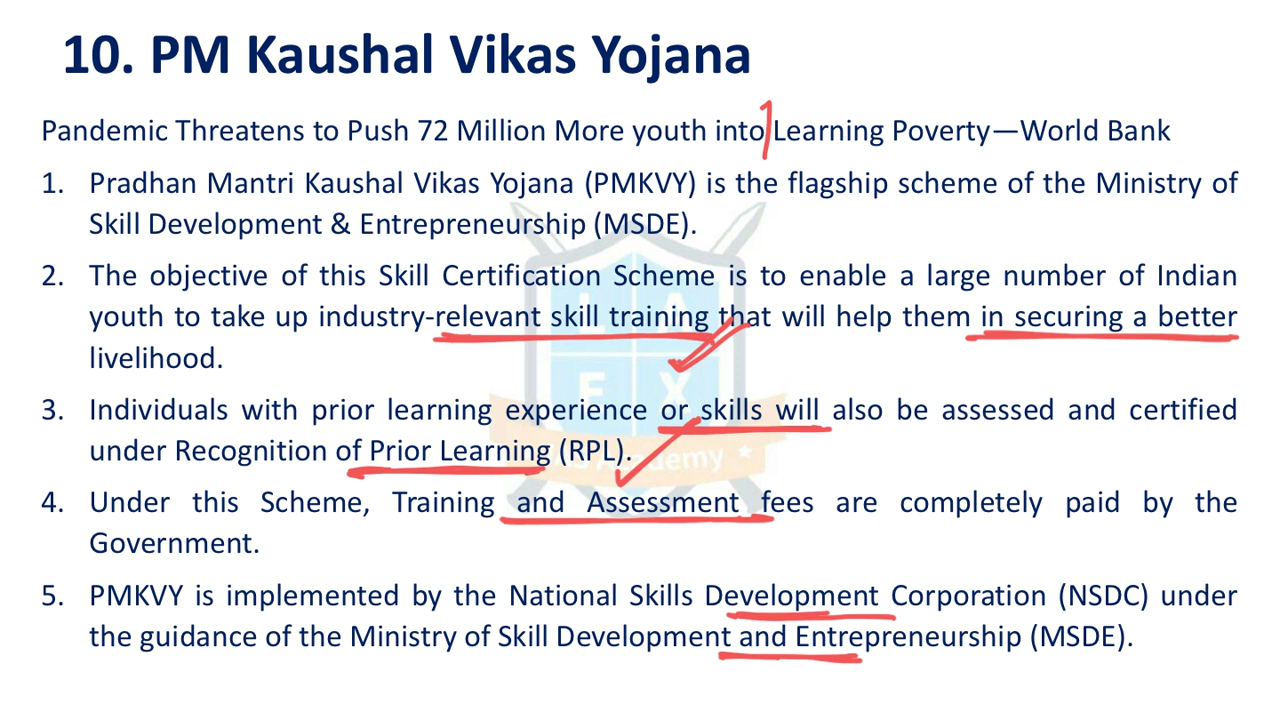 10. PM Kaushal Vikas Yojana
Pandemic Threatens to Push 72 Million More youth into Learning Poverty—World Bank
1. Pradhan Mantri Kaushal Vikas Yojana (PMKVY) is the flagship scheme of the Ministry of
Skill Development & Entrepreneurship (MSDE).
2. The objective of this Skill Certification Scheme is to enable a large number of Indian
youth to take up industry-relevant skill training that will help them in securing a better
livelihood.
3. Individuals with prior learning experience or skills will also be assessed and certified
under Recognition of Prior Learning (RPL).
4. Under this Scheme, Training and Assessment fees are completely paid by the
Government.
5. PMKVY is implemented by the National Skills Development Corporation (NSDC) under
the guidance of the Ministry of Skill Development and Entrepreneurship (MSDE).
L A
E X
Academy